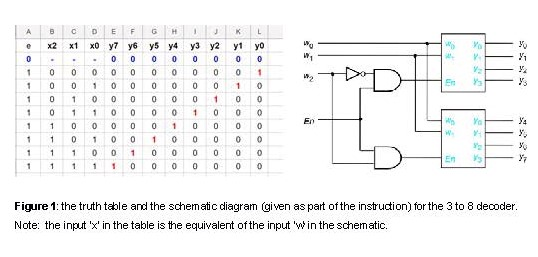 A B C D E F G H I J K L
e x2 x1 x0 y7 y6 y5 y4 y3 y2 y1 y0
0 - - - 0 0 0 0 0 0 0 0
1 0 0 0 0 0 0 0 0 0 0 1
1 0 0 1 0 0 0 0 0 0 1 0
1 0 1 0 0 0 0 0 0 1 0 0
1 0 1 1 0 0 0 0 1 0 0 0
1 1 0 0 0 0 0 1 0 0 0 0
1 1 0 1 0 0 1 0 0 0 0 0
1 1 1 0 0 1 0 0 0 0 0 0
1 1 1 1 1 0 0 0 0 0 0 0
w0 w0 y0 y0
w1 w1 y1 y1
y2 y2
w2 En y3 y3
En w0 y0 y4
w1 y1 y5
y2 y6
En y3 y7
Figure 1: the truth table and the schematic diagram (given as part of the instruction) for the 3 to 8 decoder.
Note: the input 'x' in the table is the equivalent of the input 'w' in the schematic.